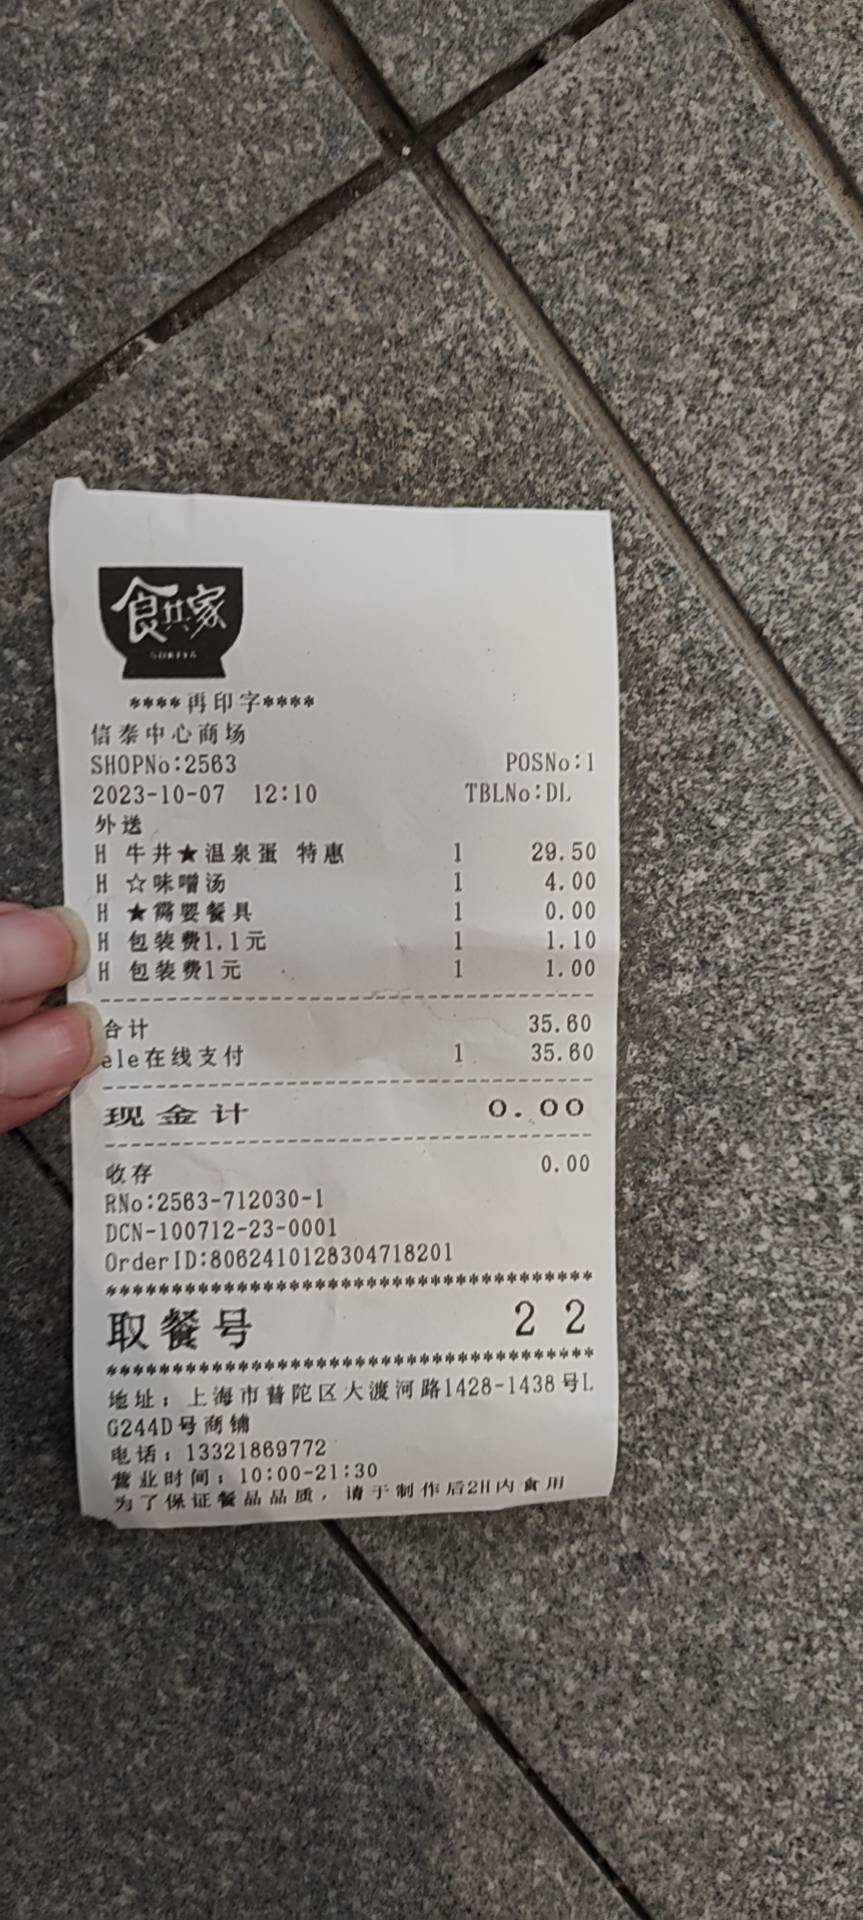 食其家
****再印字****
信泰中心商场
SHOPNo:2563 POSNo:1
2023-10-07 12:10 TBLNo:DL
外送
H 牛丼★温泉蛋 特惠 1 29.50
H ☆味噌汤 1 4.00
H ★需要餐具 1 0.00
H 包装费1.1元 1 1.10
H 包装费1元 1 1.00
合计 35.60
ele在线支付 1 35.60
现金计 0.00
收存 0.00
RNo:2563-712030-1
DCN-100712-23-0001
OrderID:8062410128304718201
**************************************
取餐号 22
**************************************
地址：上海市普陀区大渡河路1428-1438号L
G244D号商铺
电话：13321869772
营业时间：10:00-21:30
为了保证餐品品质，请于制作后2H内食用